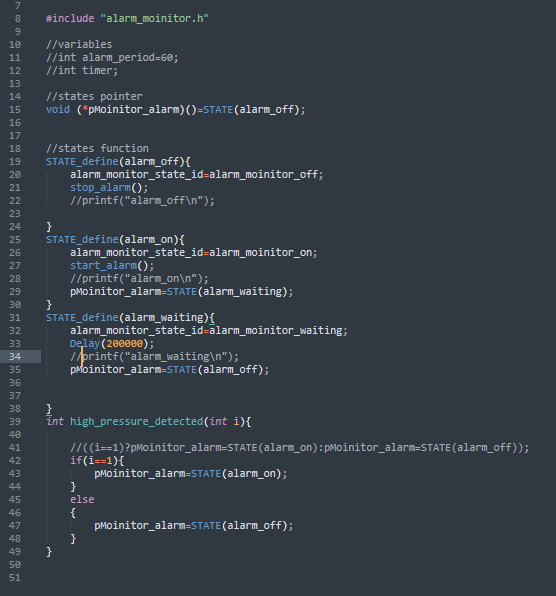 7
8 #include "alarm_moinitor.h"
9
10 //variables
11 //int alarm_period=60;
12 //int timer;
13
14 //states pointer
15 void (*pMoinitor_alarm)()=STATE(alarm_off);
16
17
18 //states function
19 STATE_define(alarm_off){
20 alarm_monitor_state_id=alarm_moinitor_off;
21 stop_alarm();
22 //printf("alarm_off\n");
23
24 }
25 STATE_define(alarm_on){
26 alarm_monitor_state_id=alarm_moinitor_on;
27 start_alarm();
28 //printf("alarm_on\n");
29 pMoinitor_alarm=STATE(alarm_waiting);
30 }
31 STATE_define(alarm_waiting){
32 alarm_monitor_state_id=alarm_moinitor_waiting;
33 Delay(200000);
34 //printf("alarm_waiting\n");
35 pMoinitor_alarm=STATE(alarm_off);
36
37
38 }
39 int high_pressure_detected(int i){
40
41 //((i==1)?pMoinitor_alarm=STATE(alarm_on):pMoinitor_alarm=STATE(alarm_off));
42 if(i==1){
43 pMoinitor_alarm=STATE(alarm_on);
44 }
45 else
46 {
47 pMoinitor_alarm=STATE(alarm_off);
48 }
49 }
50
51